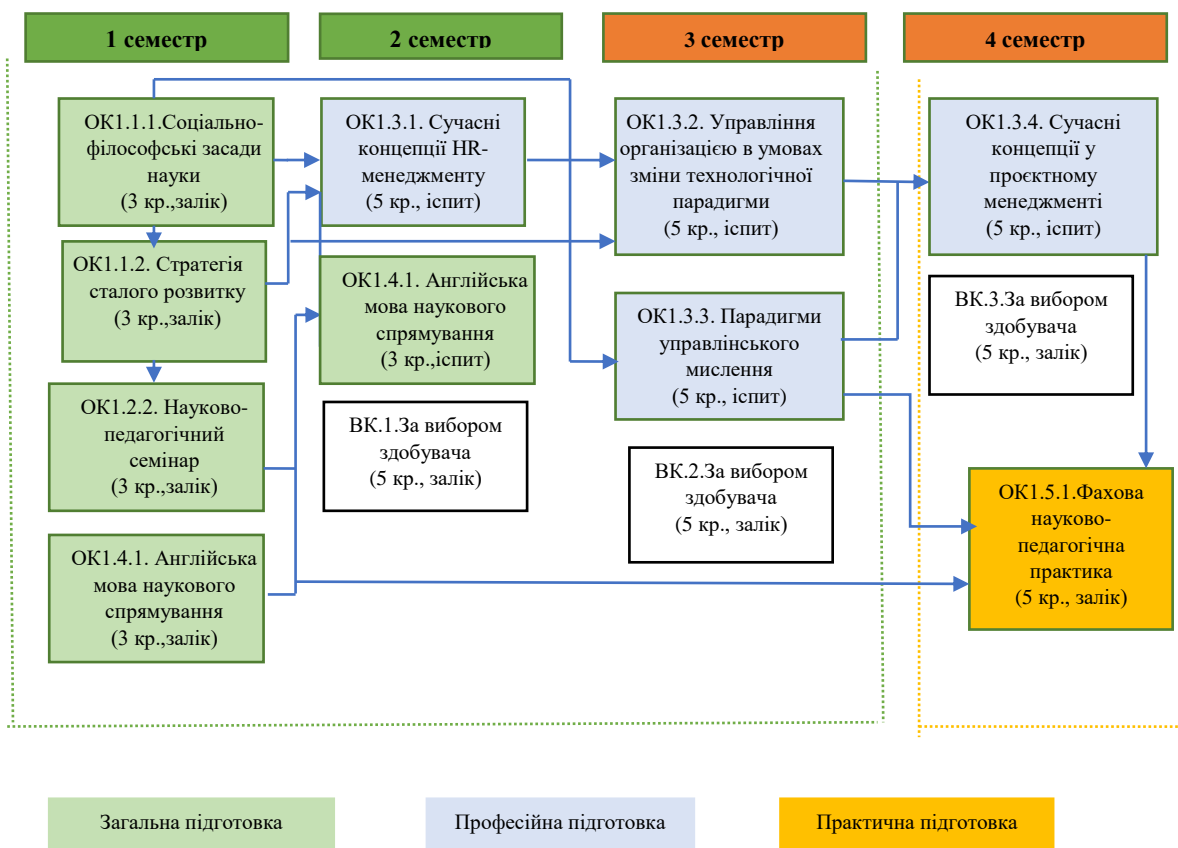 1 семестр
2 семестр
3 семестр
4 семестр
ОК1.1.1.Соціально-
філософські засади
науки
(3 кр.,залік)
ОК1.1.2. Стратегія
сталого розвитку
(3 кр.,залік)
ОК1.2.2. Науково-
педагогічний
семінар
(3 кр.,залік)
ОК1.4.1. Англійська
мова наукового
спрямування
(3 кр.,залік)
ОК1.3.1. Сучасні
концепції HR-
менеджменту
(5 кр., іспит)
ОК1.4.1. Англійська
мова наукового
спрямування
(3 кр.,іспит)
ВК.1.За вибором
здобувача
(5 кр., залік)
ОК1.3.2. Управління
організацією в умовах
зміни технологічної
парадигми
(5 кр., іспит)
ОК1.3.3. Парадигми
управлінського
мислення
(5 кр., іспит)
ВК.2.За вибором
здобувача
(5 кр., залік)
ОК1.3.4. Сучасні
концепції у
проєктному
менеджменті
(5 кр., іспит)
ВК.3.За вибором
здобувача
(5 кр., залік)
ОК1.5.1.Фахова
науково-
педагогічна
практика
(5 кр., залік)
Загальна підготовка
Професійна підготовка
Практична підготовка